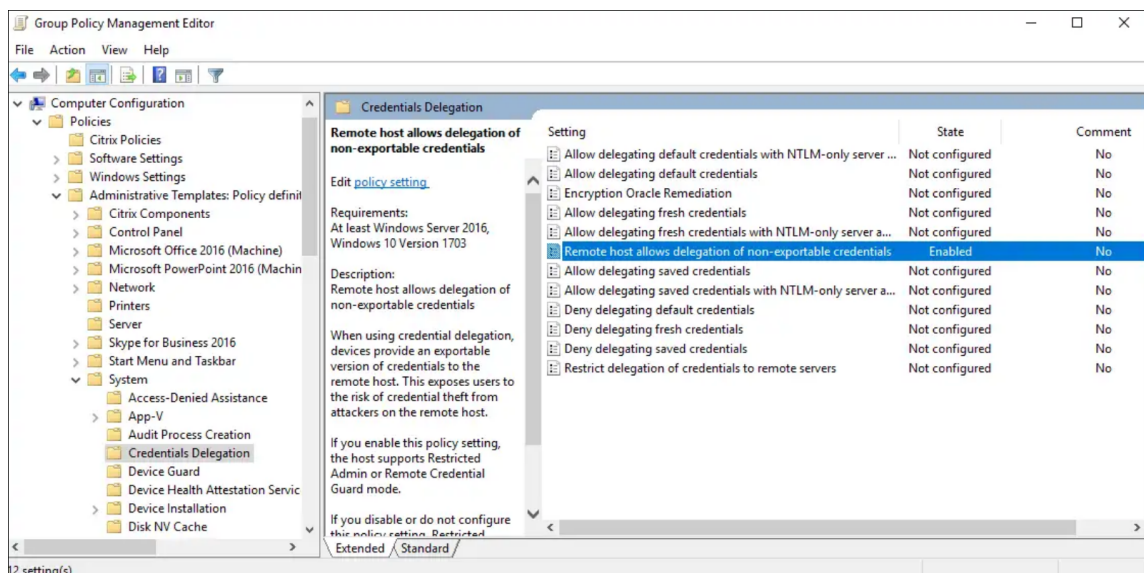 Group Policy Management Editor
File Action View Help
Computer Configuration
Policies
Citrix Policies
Software Settings
Windows Settings
Administrative Templates: Policy definit
Citrix Components
Control Panel
Microsoft Office 2016 (Machine)
Microsoft PowerPoint 2016 (Machin
Network
Printers
Server
Skype for Business 2016
Start Menu and Taskbar
System
Access-Denied Assistance
App-V
Audit Process Creation
Credentials Delegation
Device Guard
Device Health Attestation Servic
Device Installation
Disk NV Cache
Credentials Delegation
Remote host allows delegation of
non-exportable credentials
Edit policy setting
Requirements:
At least Windows Server 2016,
Windows 10 Version 1703
Description:
Remote host allows delegation of
non-exportable credentials
When using credential delegation,
devices provide an exportable
version of credentials to the
remote host. This exposes users to
the risk of credential theft from
attackers on the remote host.
If you enable this policy setting,
the host supports Restricted
Admin or Remote Credential
Guard mode.
If you disable or do not configure
this policy setting, Restricted
Setting State Comment
Allow delegating default credentials with NTLM-only server ... Not configured No
Allow delegating default credentials Not configured No
Encryption Oracle Remediation Not configured No
Allow delegating fresh credentials Not configured No
Allow delegating fresh credentials with NTLM-only server a... Not configured No
Remote host allows delegation of non-exportable credentials Enabled No
Allow delegating saved credentials Not configured No
Allow delegating saved credentials with NTLM-only server a... Not configured No
Deny delegating default credentials Not configured No
Deny delegating fresh credentials Not configured No
Deny delegating saved credentials Not configured No
Restrict delegation of credentials to remote servers Not configured No
Extended Standard
12 setting(s)